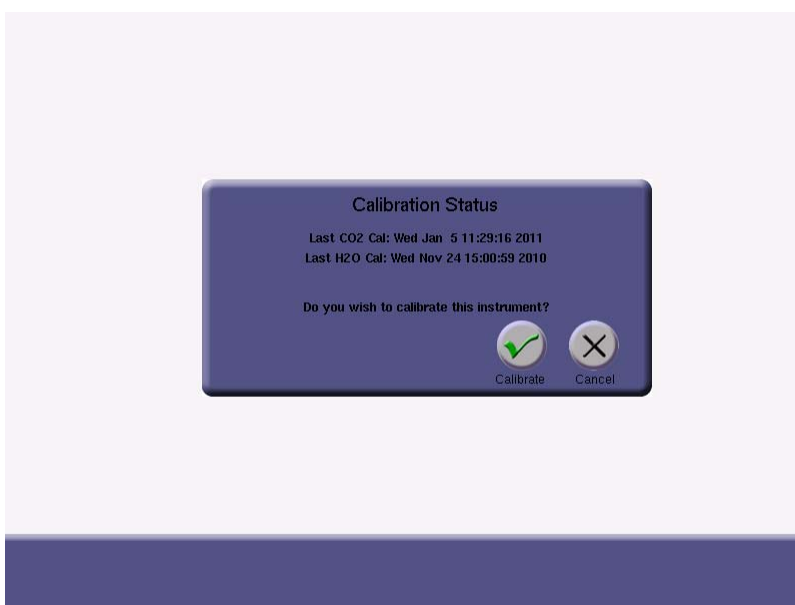 Calibration Status
Last CO2 Cal: Wed Jan  5 11:29:16 2011
Last H2O Cal: Wed Nov 24 15:00:59 2010
Do you wish to calibrate this instrument?
Calibrate Cancel